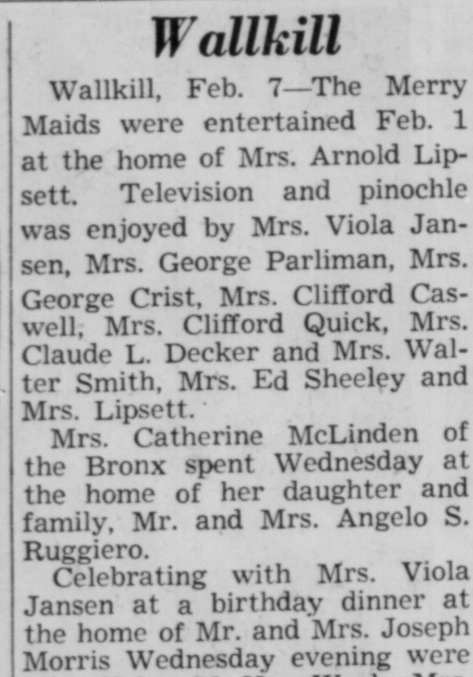 Wallkill
Wallkill, Feb. 7—The Merry
Maids were entertained Feb. 1
at the home of Mrs. Arnold Lip-
sett. Television and pinochle
was enjoyed by Mrs. Viola Jan-
sen, Mrs. George Parliman, Mrs.
George Crist, Mrs. Clifford Cas-
well, Mrs. Clifford Quick, Mrs.
Claude L. Decker and Mrs. Wal-
ter Smith, Mrs. Ed Sheeley and
Mrs. Lipsett.
Mrs. Catherine McLinden of
the Bronx spent Wednesday at
the home of her daughter and
family, Mr. and Mrs. Angelo S.
Ruggiero.
Celebrating with Mrs. Viola
Jansen at a birthday dinner at
the home of Mr. and Mrs. Joseph
Morris Wednesday evening were